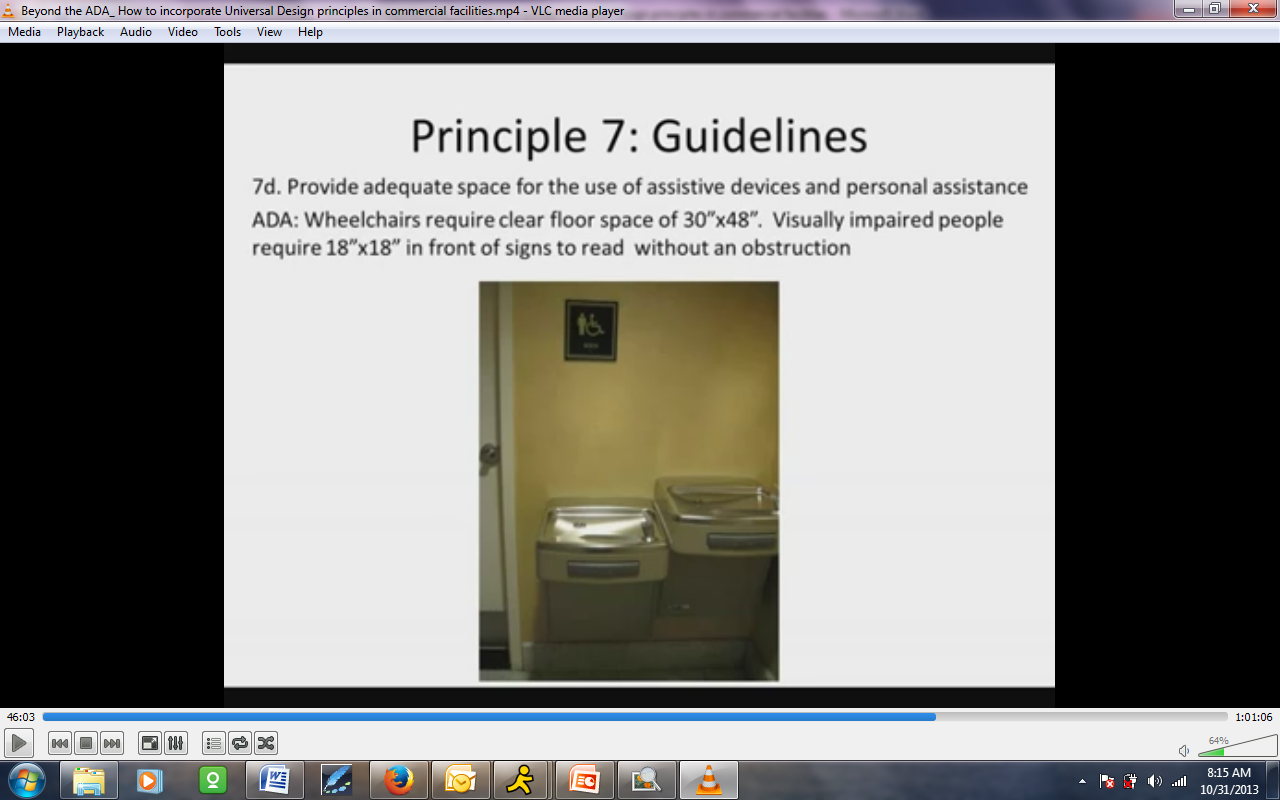 Beyond the ADA_ How to incorporate Universal Design principles in commercial facilities.mp4 - VLC media player
Media Playback Audio Video Tools View Help
Principle 7: Guidelines
7d. Provide adequate space for the use of assistive devices and personal assistance
ADA: Wheelchairs require clear floor space of 30”x48”.  Visually impaired people
require 18”x18” in front of signs to read  without an obstruction
46:03
1:01:06
64%
8:15 AM
10/31/2013